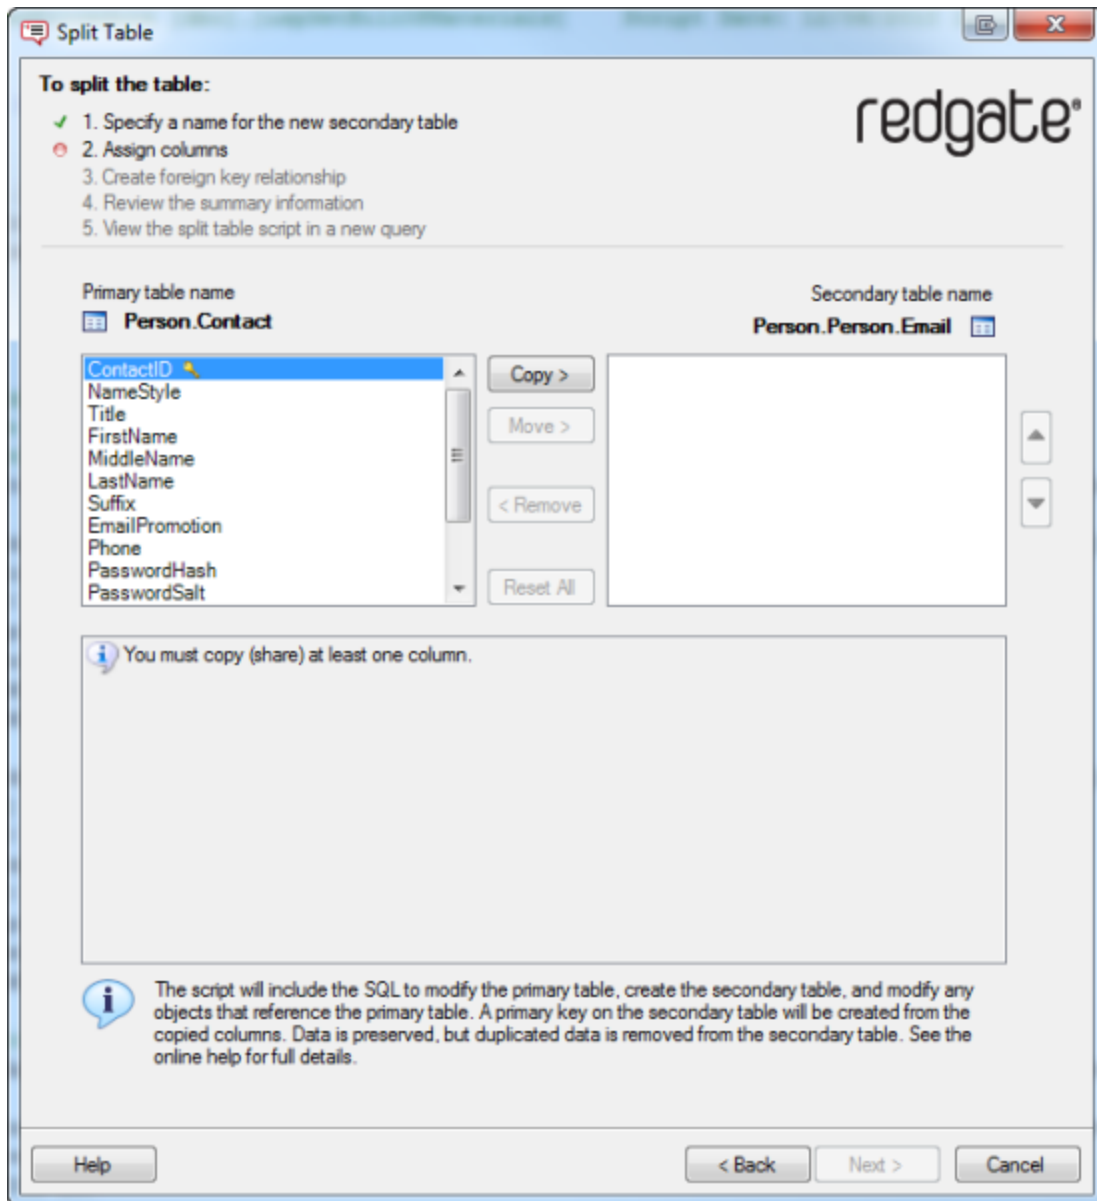 Split Table
To split the table:
redgate
1. Specify a name for the new secondary table
2. Assign columns
3. Create foreign key relationship
4. Review the summary information
5. View the split table script in a new query
Primary table name
Secondary table name
Person.Contact
Person.Person.Email
ContactID
NameStyle
Title
FirstName
MiddleName
LastName
Suffix
EmailPromotion
Phone
PasswordHash
PasswordSalt
Copy >
Move >
< Remove
Reset All
You must copy (share) at least one column.
The script will include the SQL to modify the primary table, create the secondary table, and modify any
objects that reference the primary table. A primary key on the secondary table will be created from the
copied columns. Data is preserved, but duplicated data is removed from the secondary table. See the
online help for full details.
Help
< Back
Next >
Cancel